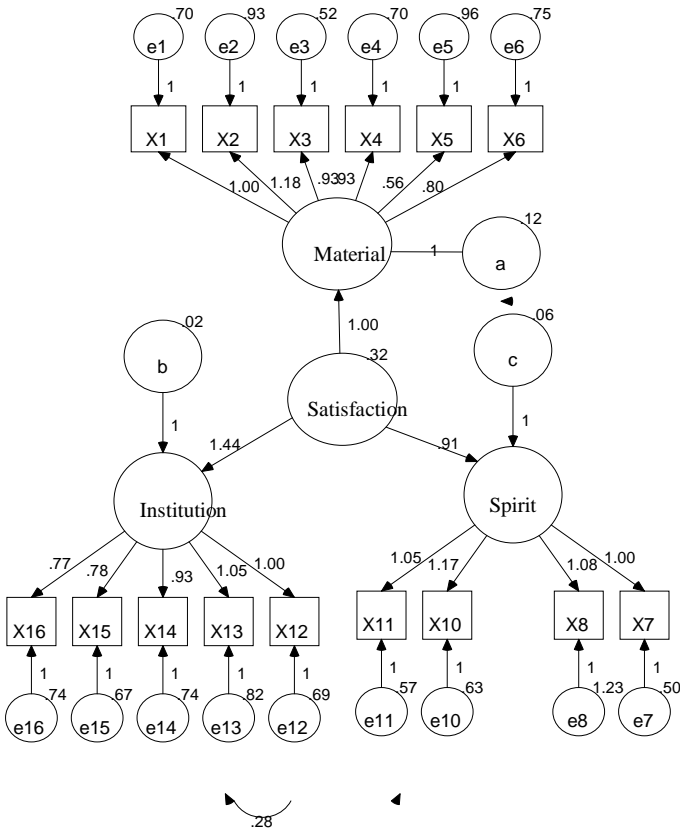 .70 .93 .52 .70 .96 .75
e1 e2 e3 e4 e5 e6
1 1 1 1 1 1
X1 X2 X3 X4 X5 X6
1.00 1.18 .93 .93 .56 .80
.12
Material 1 a
.06
1.00
.02 .32 c
b
Satisfaction
1 1.44 .91 1
Institution Spirit
.77 .78 .93 1.05 1.00 1.05 1.17 1.08 1.00
X16 X15 X14 X13 X12 X11 X10 X8 X7
1 1 1 1 1 1 1 1 1
.74 .67 .74 .82 .69 .57 .63 1.23 .50
e16 e15 e14 e13 e12 e11 e10 e8 e7
.28